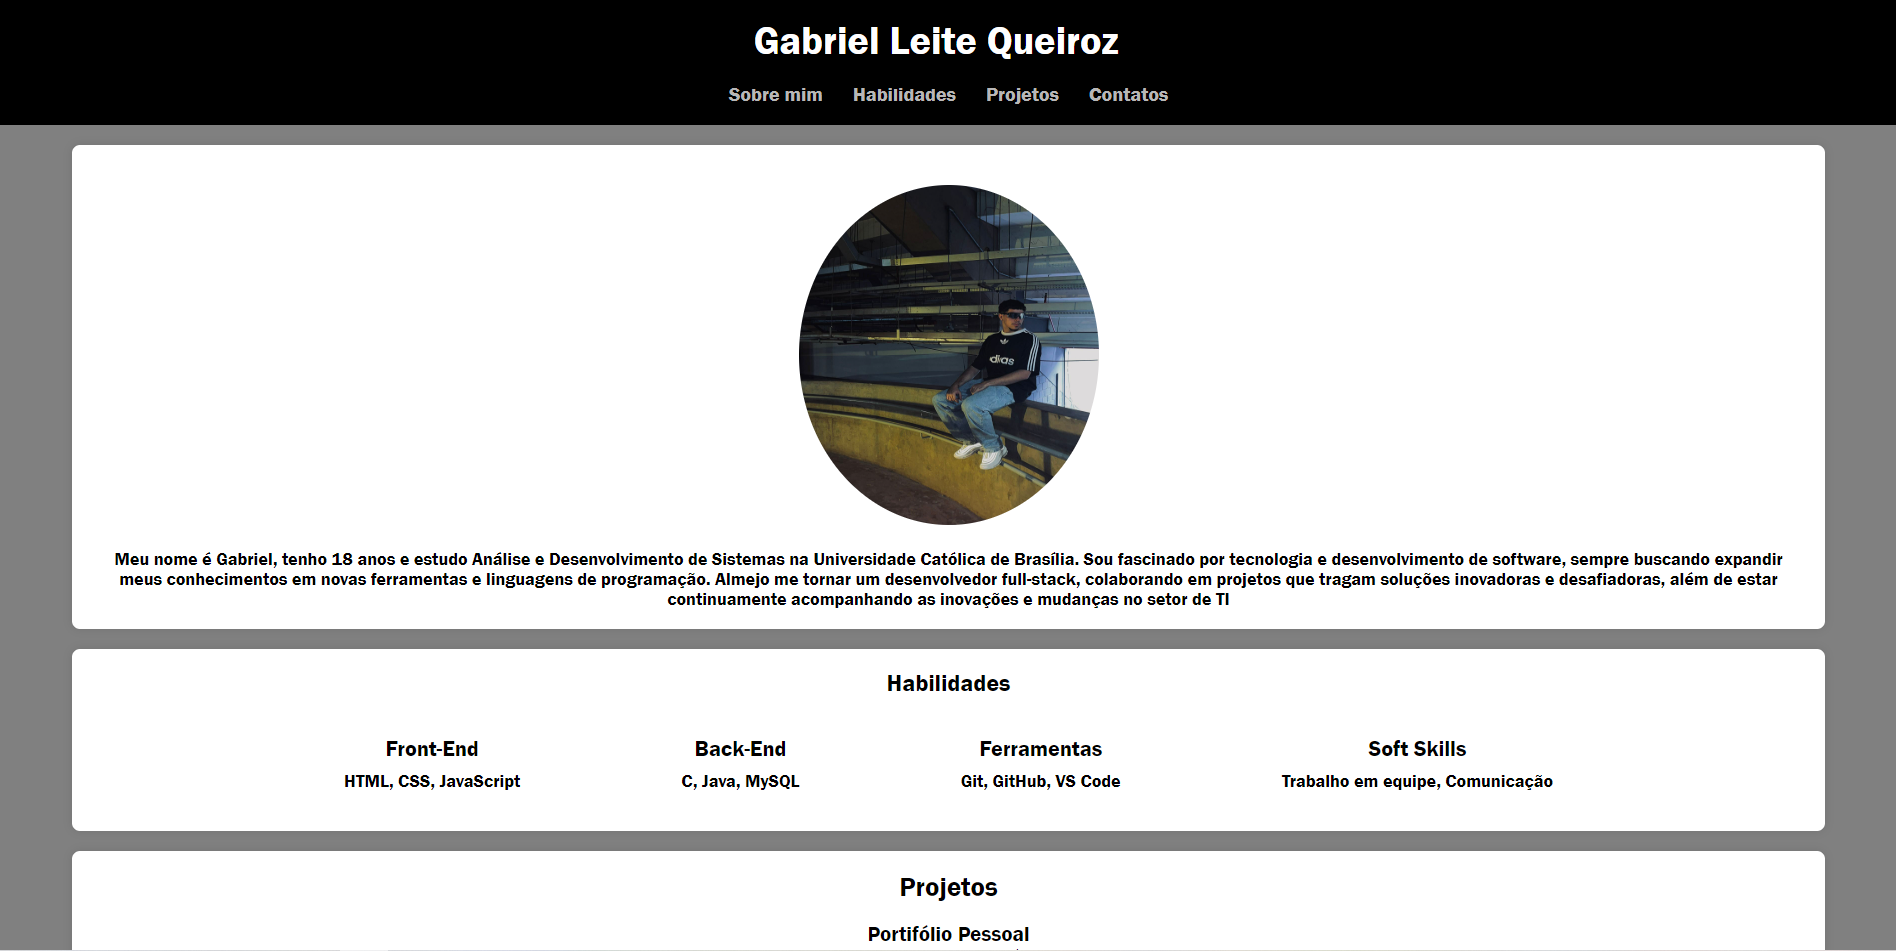 Gabriel Leite Queiroz
Sobre mim Habilidades Projetos Contatos
didas
Meu nome é Gabriel, tenho 18 anos e estudo Análise e Desenvolvimento de Sistemas na Universidade Católica de Brasília. Sou fascinado por tecnologia e desenvolvimento de software, sempre buscando expandir
meus conhecimentos em novas ferramentas e linguagens de programação. Almejo me tornar um desenvolvedor full-stack, colaborando em projetos que tragam soluções inovadoras e desafiadoras, além de estar
continuamente acompanhando as inovações e mudanças no setor de TI
Habilidades
Front-End Back-End Ferramentas Soft Skills
HTML, CSS, JavaScript C, Java, MySQL Git, GitHub, VS Code Trabalho em equipe, Comunicação
Projetos
Portifólio Pessoal